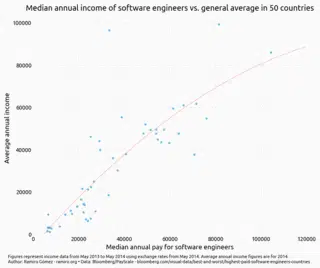 Median annual income of software engineers vs. general average in 50 countries
100000
80000
60000
40000
20000
0
Average annual income
0
20000
40000
60000
80000
100000
120000
Median annual pay for software engineers
Figures represent income data from May 2013 to May 2014 using exchange rates from May 2014. Average annual income figures are for 2014.
Author: Ramiro Gómez - ramiro.org • Data: Bloomberg/PayScale - bloomberg.com/visual-data/best-and-worst/highest-paid-software-engineers-countries